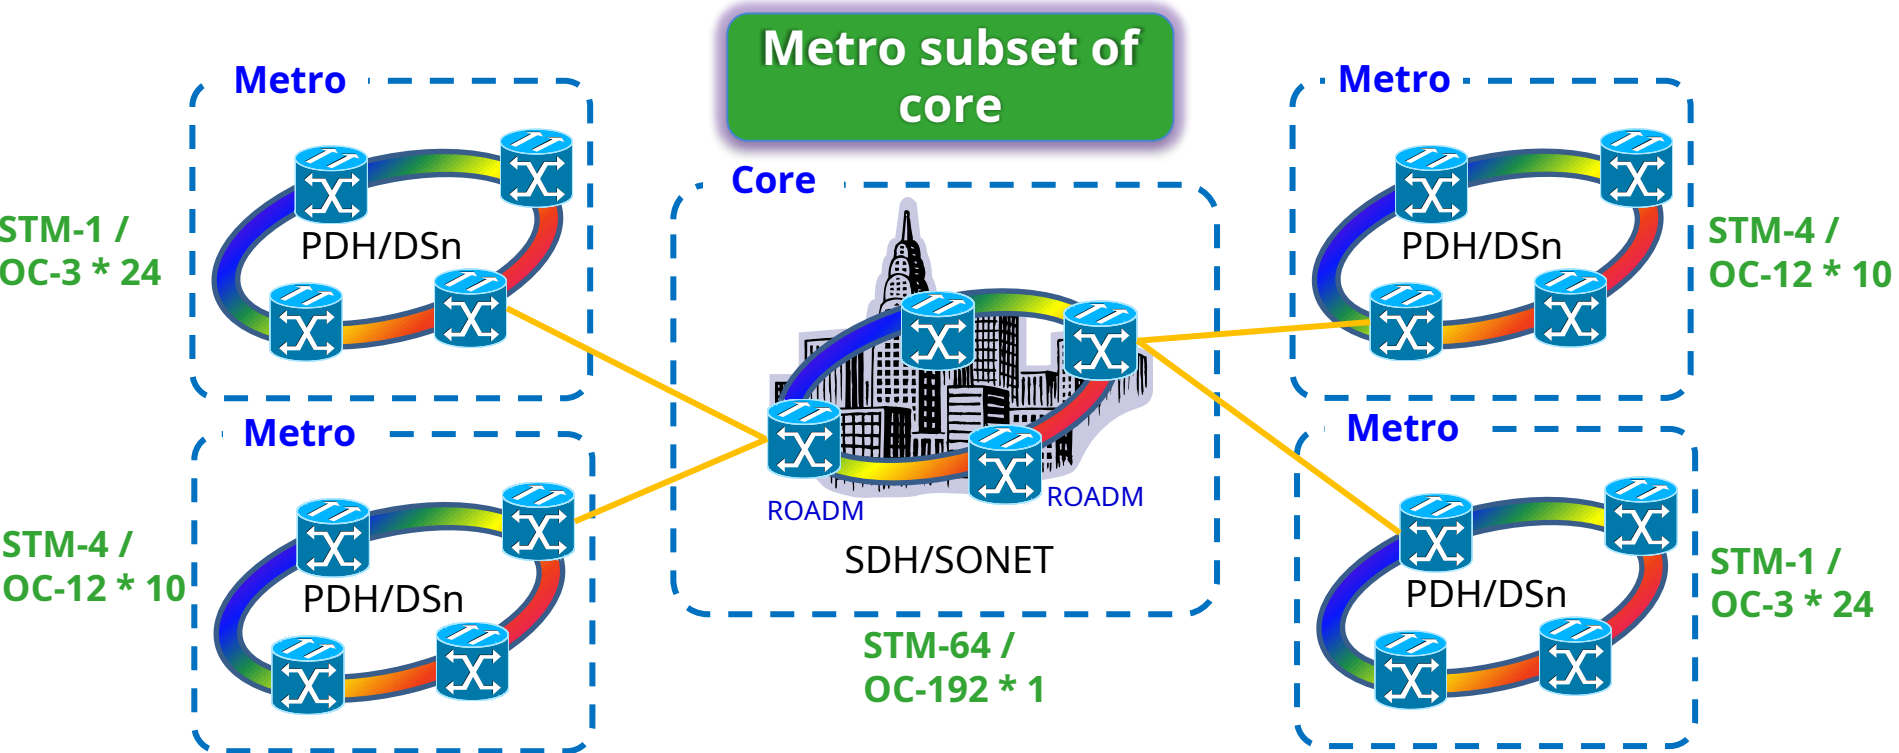 Metro subset of
core
Metro
PDH/DSn
STM-1 /
OC-3 * 24
Metro
PDH/DSn
STM-4 /
OC-12 * 10
Core
ROADM
ROADM
SDH/SONET
STM-64 /
OC-192 * 1
Metro
PDH/DSn
STM-4 /
OC-12 * 10
Metro
PDH/DSn
STM-1 /
OC-3 * 24